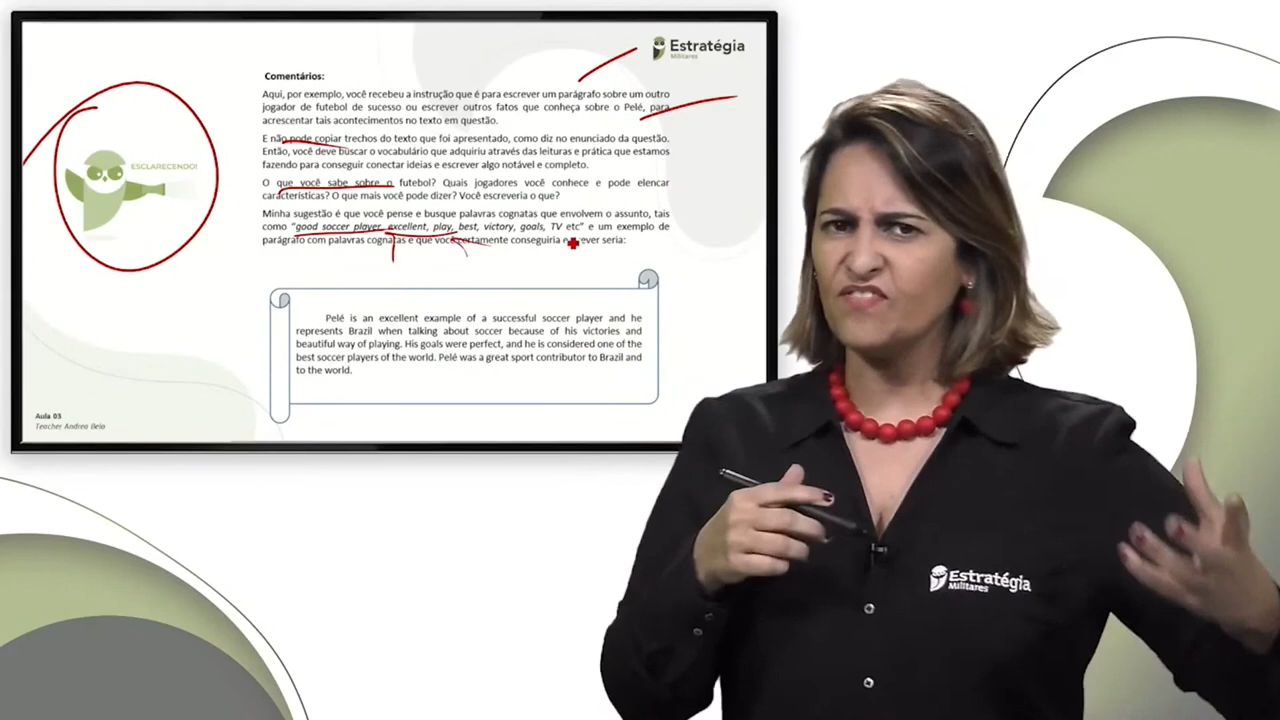 Estratégia
Militares
Comentários:
Aqui, por exemplo, você recebeu a instrução que é para escrever um parágrafo sobre um outro
jogador de futebol de sucesso ou escrever outros fatos que conheça sobre o Pelé, para
acrescentar tais acontecimentos no texto em questão.
E não pode copiar trechos do texto que foi apresentado, como diz no enunciado da questão.
Então, você deve buscar o vocabulário que adquiriu através das leituras e prática que estamos
fazendo para conseguir conectar ideias e escrever algo notável e completo.
ESCLARECENDO!
O que você sabe sobre o futebol? Quais jogadores você conhece e pode elencar
características? O que mais você pode dizer? Você escreveria o que?
Minha sugestão é que você pense e busque palavras cognatas que envolvem o assunto, tais
como "good soccer player, excellent, play, best, victory, goals, TV etc" e um exemplo de
parágrafo com palavras cognatas e que você certamente conseguiria seria:
Pelé is an excellent example of a successful soccer player and he
represents Brazil when talking about soccer because of his victories and
beautiful way of playing. His goals were perfect, and he is considered one of the
best soccer players of the world. Pelé was a great sport contributor to Brazil and
to the world.
Aula 03
Teacher Andrea Belo
Estratégia
Militares